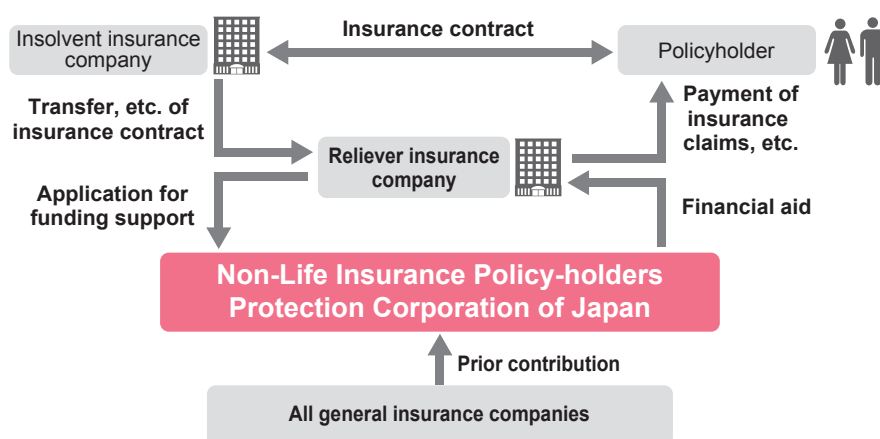 Insolvent insurance
company
Insurance contract
Policyholder
Transfer, etc. of
insurance contract
Payment of
insurance
claims, etc.
Reliever insurance
company
Application for
funding support
Financial aid
Non-Life Insurance Policy-holders
Protection Corporation of Japan
Prior contribution
All general insurance companies